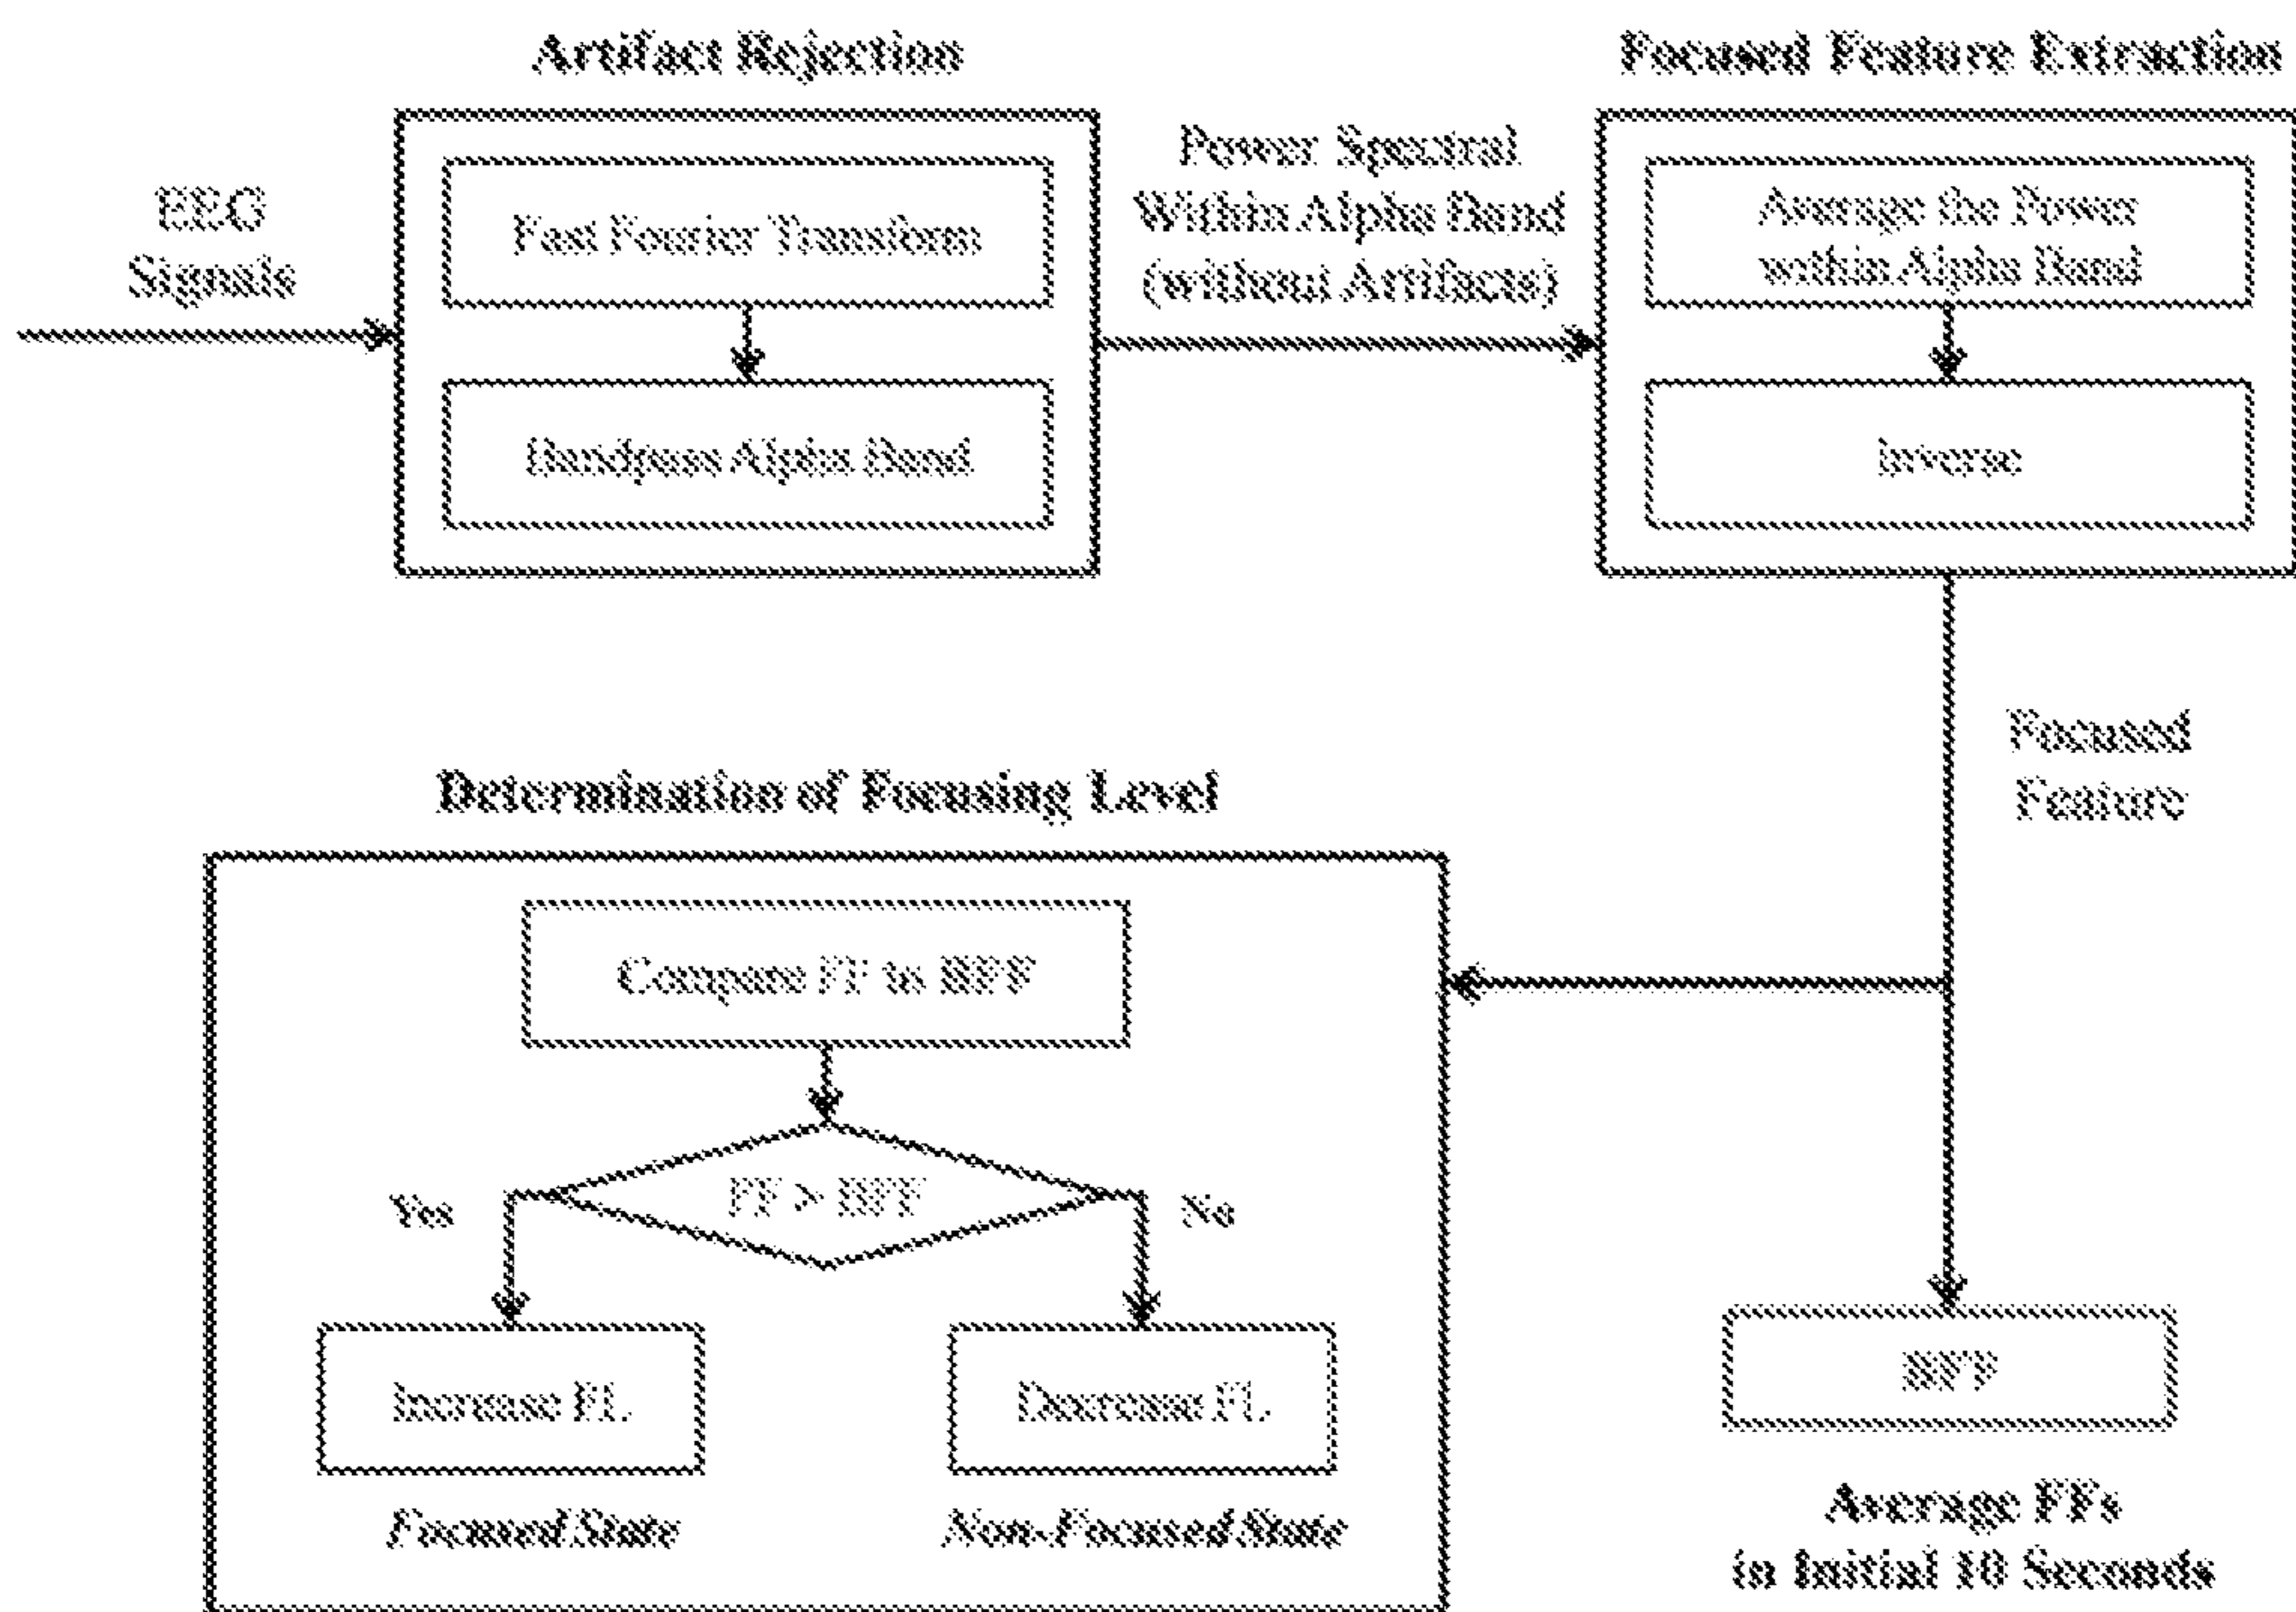 Artifact Rejection
Focused Feature Extraction
EEG
Signals
Fast Fourier Transform
Bandpass Alpha Band
Power Spectral
Within Alpha Band
(without Artifacts)
Average the Power
within Alpha Band
Inverse
Focused
Feature
Determination of Focusing Level
Compare FF to BFF
FF > BFF
Yes
No
Increase FL
Decrease FL
Focused State
Non-Focused State
BFF
Average FFs
in Initial 10 Seconds